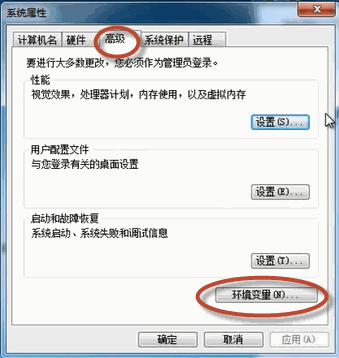 系统属性
计算机名 硬件 高级 系统保护 远程
要进行大多数更改，您必须作为管理员登录。
性能
视觉效果，处理器计划，内存使用，以及虚拟内存
设置(S)...
用户配置文件
与您登录有关的桌面设置
设置(E)...
启动和故障恢复
系统启动、系统失败和调试信息
设置(T)...
环境变量(N)...
确定 取消 应用(A)